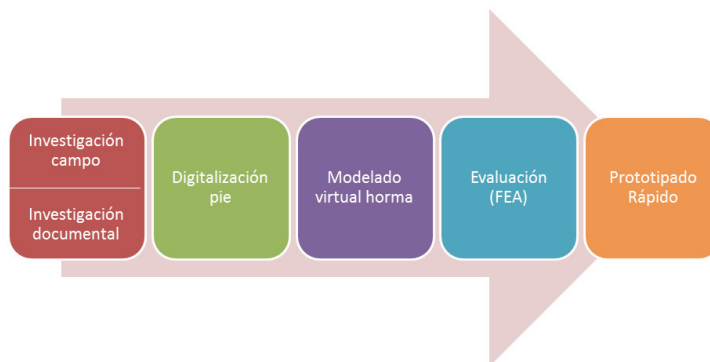 Investigación
campo
Investigación
documental
Digitalización
pie
Modelado
virtual horma
Evaluación
(FEA)
Prototipado
Rápido